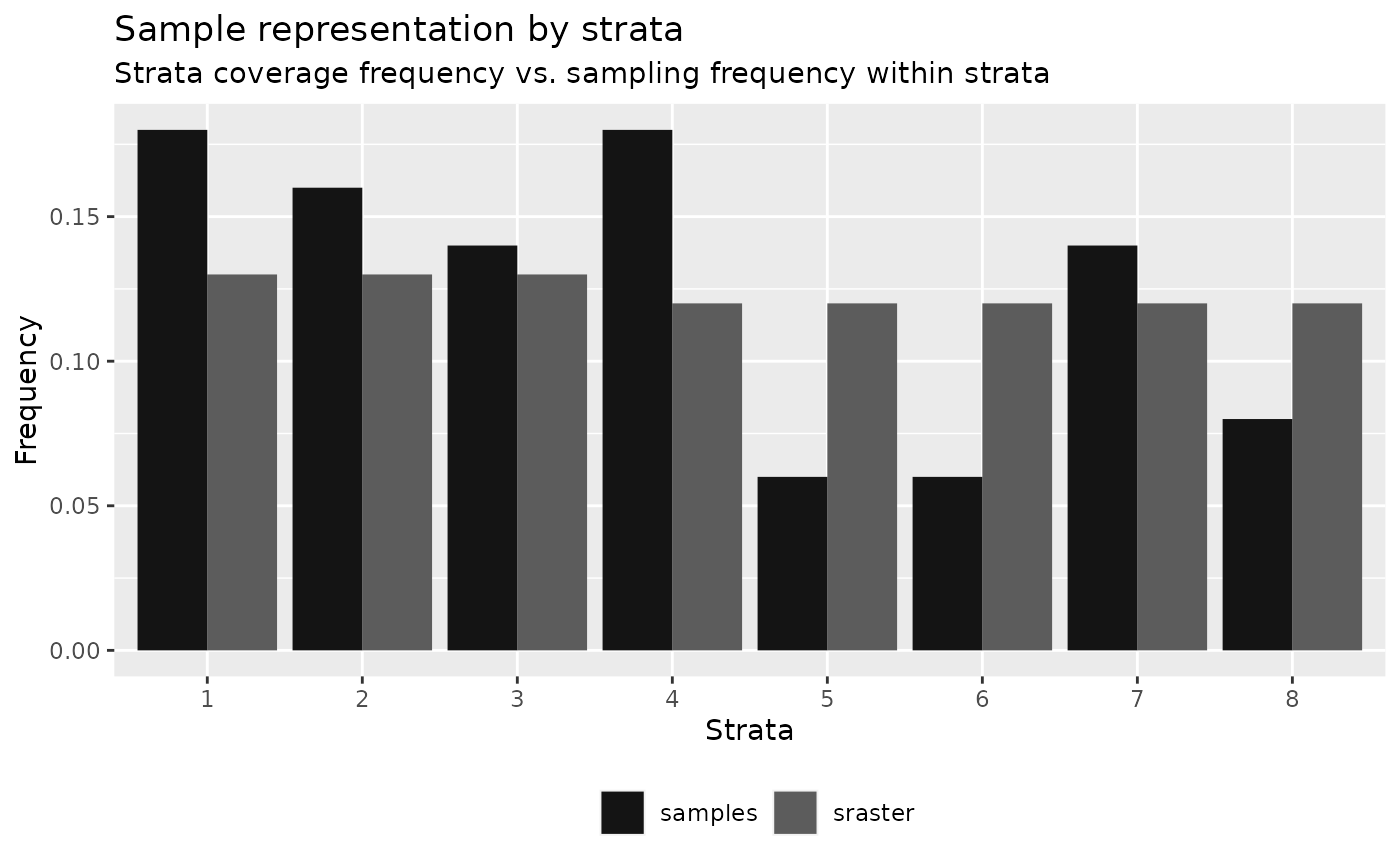 Sample representation by strata
Strata coverage frequency vs. sampling frequency within strata
Frequency
0.15
0.10
0.05
0.00
1 2 3 4 5 6 7 8
Strata
samples sraster